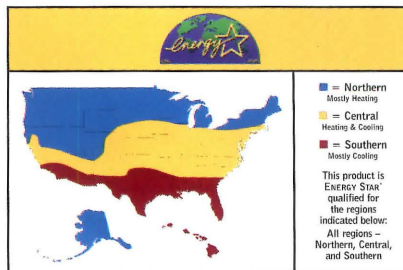 energy
= Northern
Mostly Heating
= Central
Heating & Cooling
= Southern
Mostly Cooling
This product is
ENERGY STAR®
qualified for
the regions
indicated below:
All regions –
Northern, Central,
and Southern